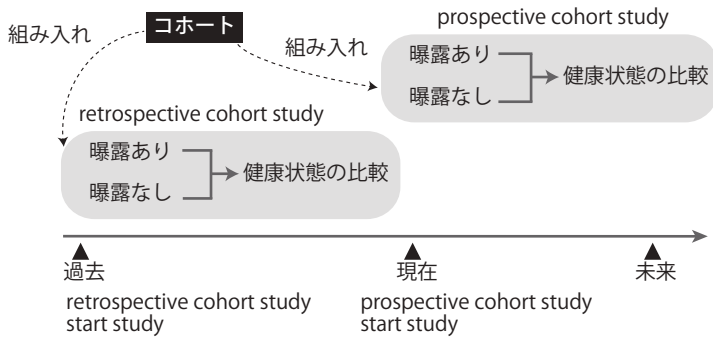 prospective cohort study
コホート
組み入れ
組み入れ
曝露あり
健康状態の比較
曝露なし
retrospective cohort study
曝露あり
健康状態の比較
曝露なし
過去
現在
未来
retrospective cohort study
start study
prospective cohort study
start study